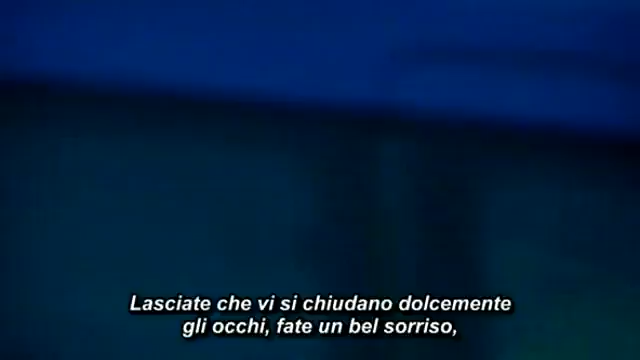 Lasciate che vi si chiudano dolcemente
gli occhi, fate un bel sorriso,